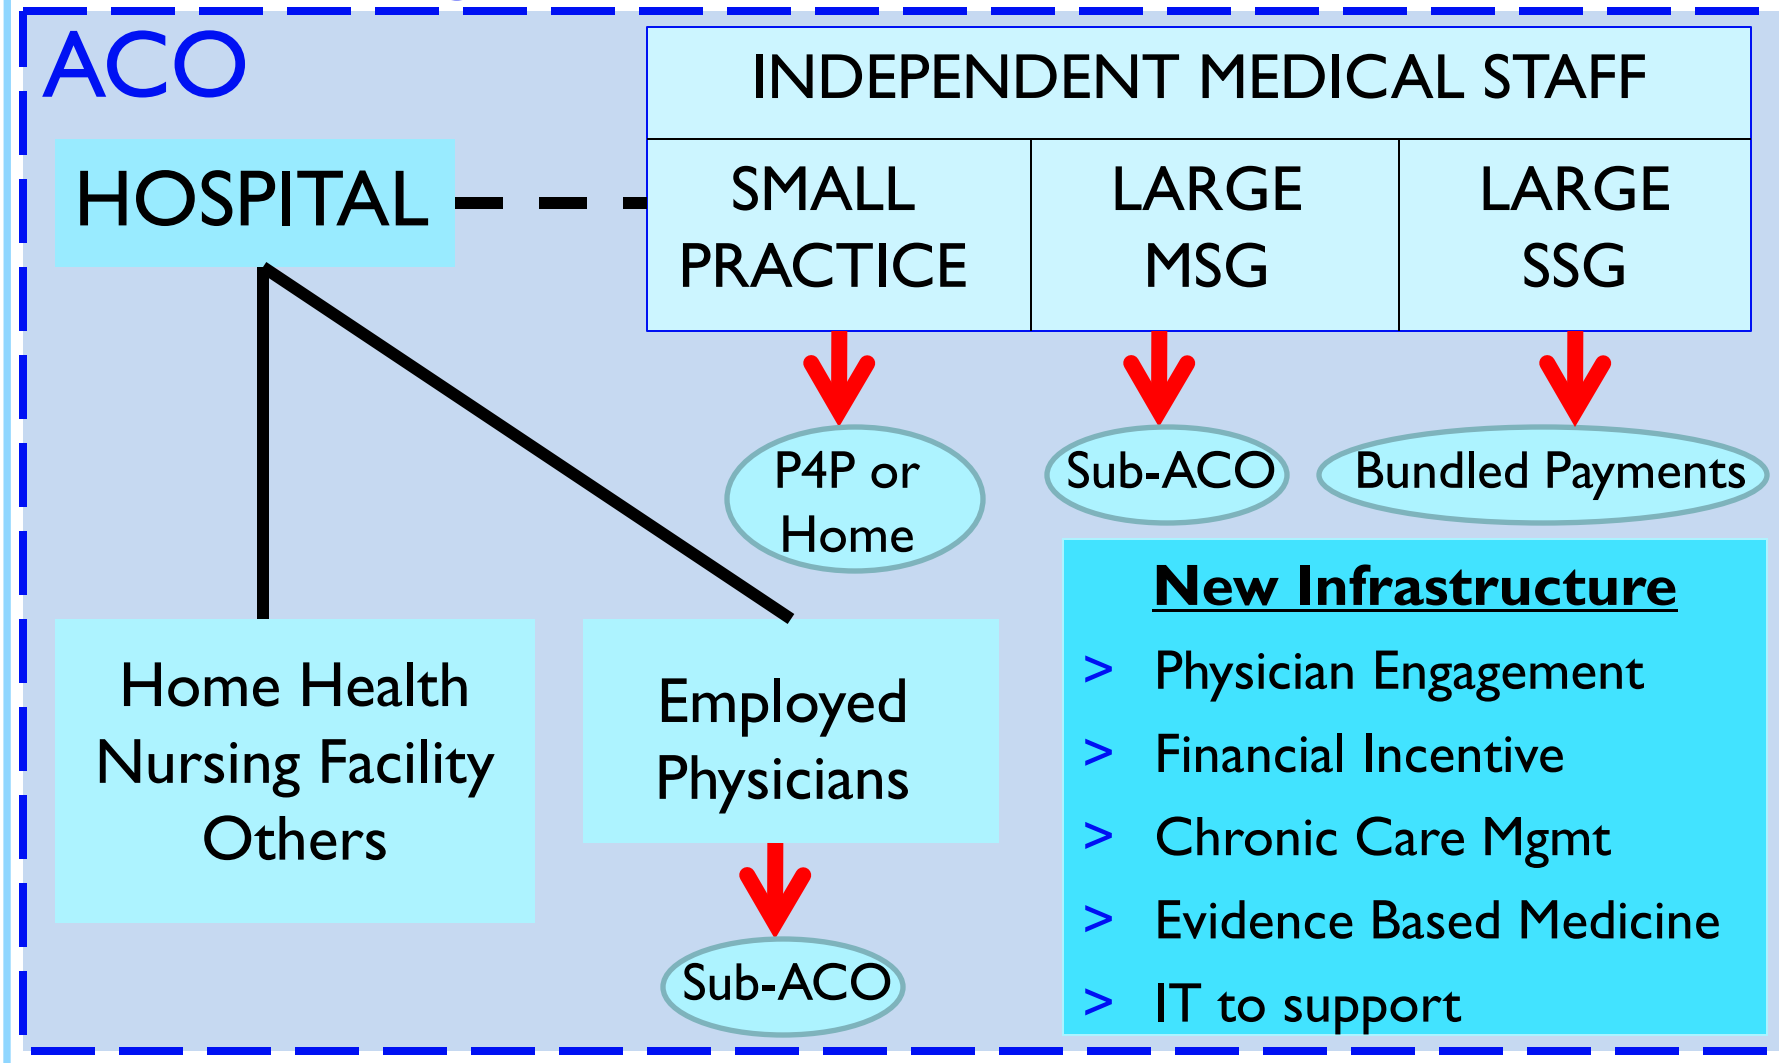 ACO
INDEPENDENT MEDICAL STAFF
HOSPITAL
SMALL
PRACTICE
LARGE
MSG
LARGE
SSG
P4P or
Home
Sub-ACO
Bundled Payments
Home Health
Nursing Facility
Others
Employed
Physicians
Sub-ACO
New Infrastructure
> Physician Engagement
> Financial Incentive
> Chronic Care Mgmt
> Evidence Based Medicine
> IT to support